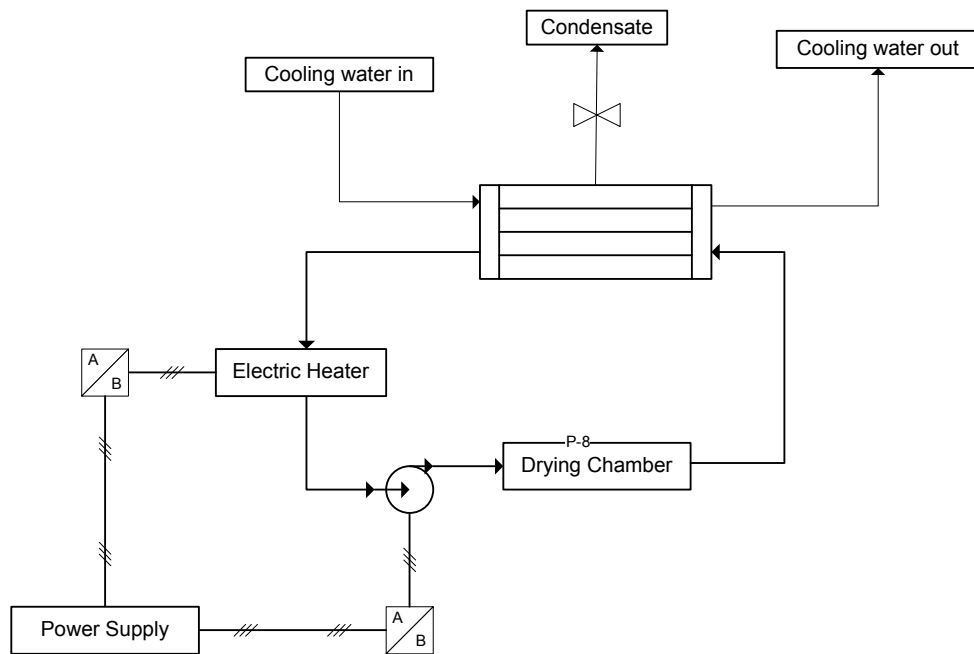 Condensate
Cooling water out
Cooling water in
A
B
Electric Heater
P-8
Drying Chamber
Power Supply
A
B